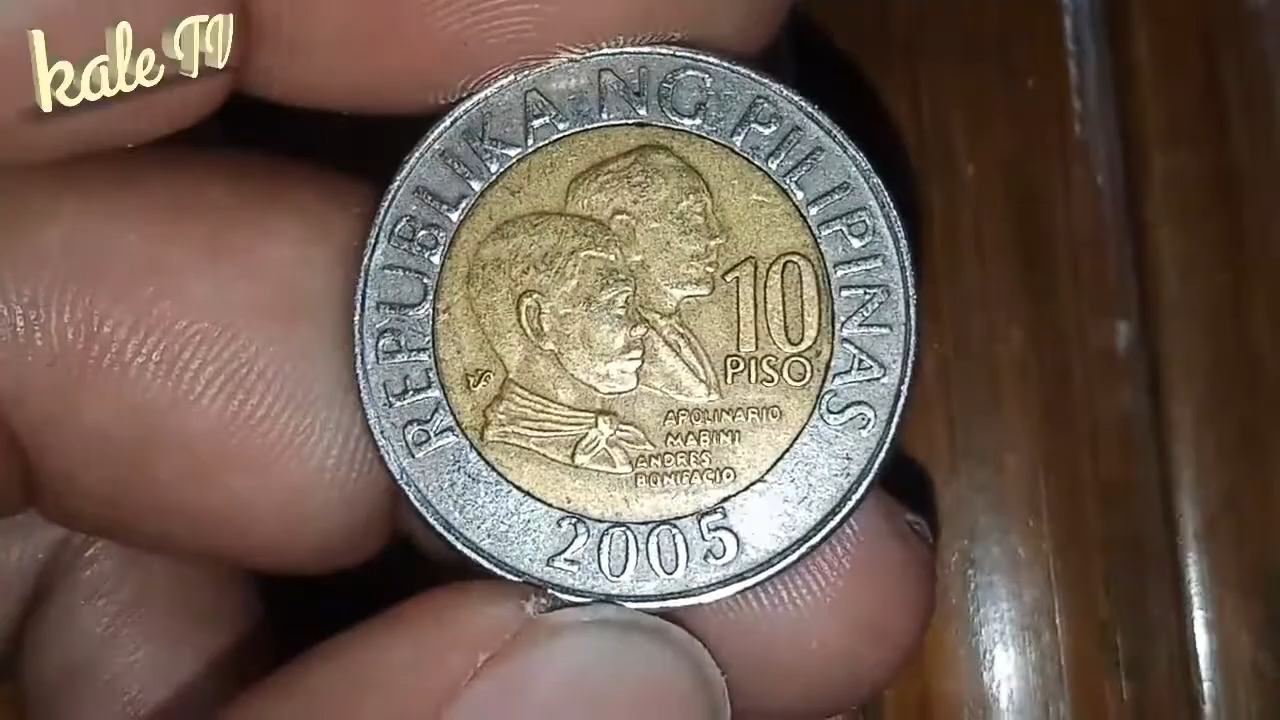 kale TV
REPUBLIKA NG PILIPINAS
10
PISO
APOLINARIO
MABINI
ANDRES
BONIFACIO
2005